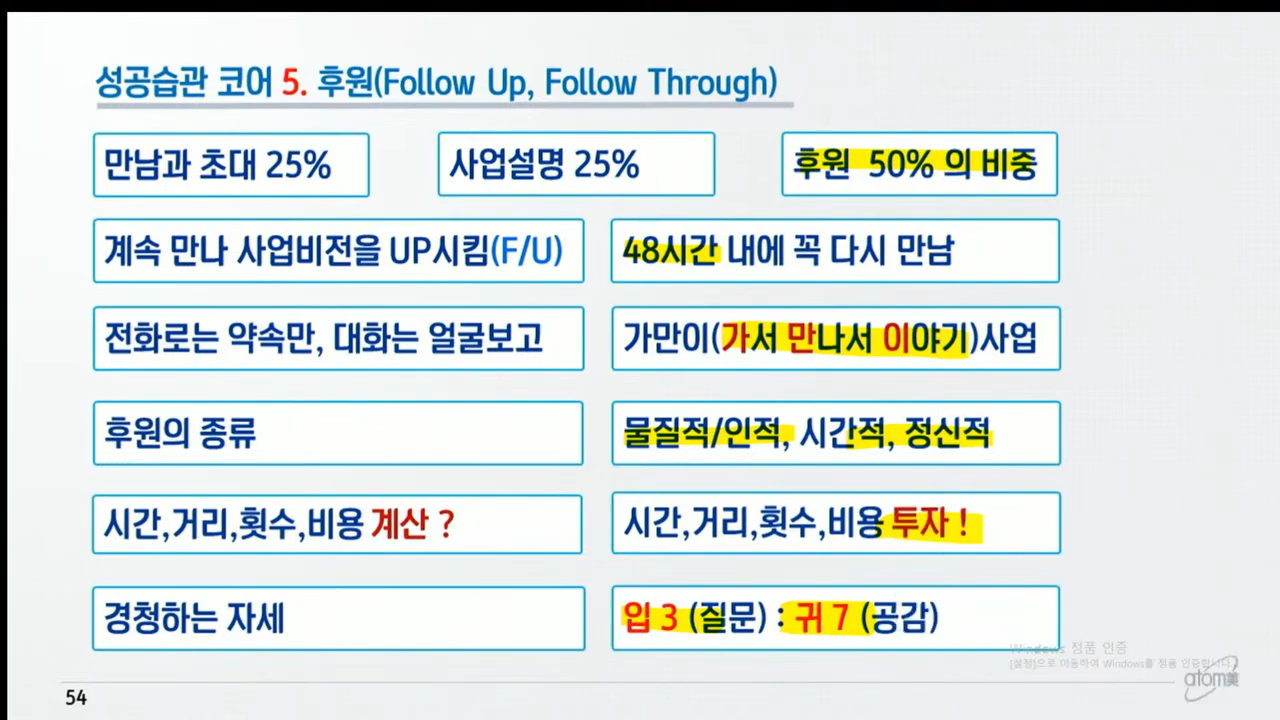 성공습관 코어 5. 후원(Follow Up, Follow Through)
만남과 초대 25%
사업설명 25%
후원 50% 의 비중
계속 만나 사업비전을 UP시킴(F/U)
48시간 내에 꼭 다시 만남
전화로는 약속만, 대화는 얼굴보고
가만이(가서 만나서 이야기)사업
후원의 종류
물질적/인적, 시간적, 정신적
시간,거리,횟수,비용 계산 ?
시간,거리,횟수,비용 투자 !
경청하는 자세
입 3 (질문) : 귀 7 (공감)
Windows 정품 인증
[설정]으로 이동하여 Windows를 정품 인증합니다.
atom美
54